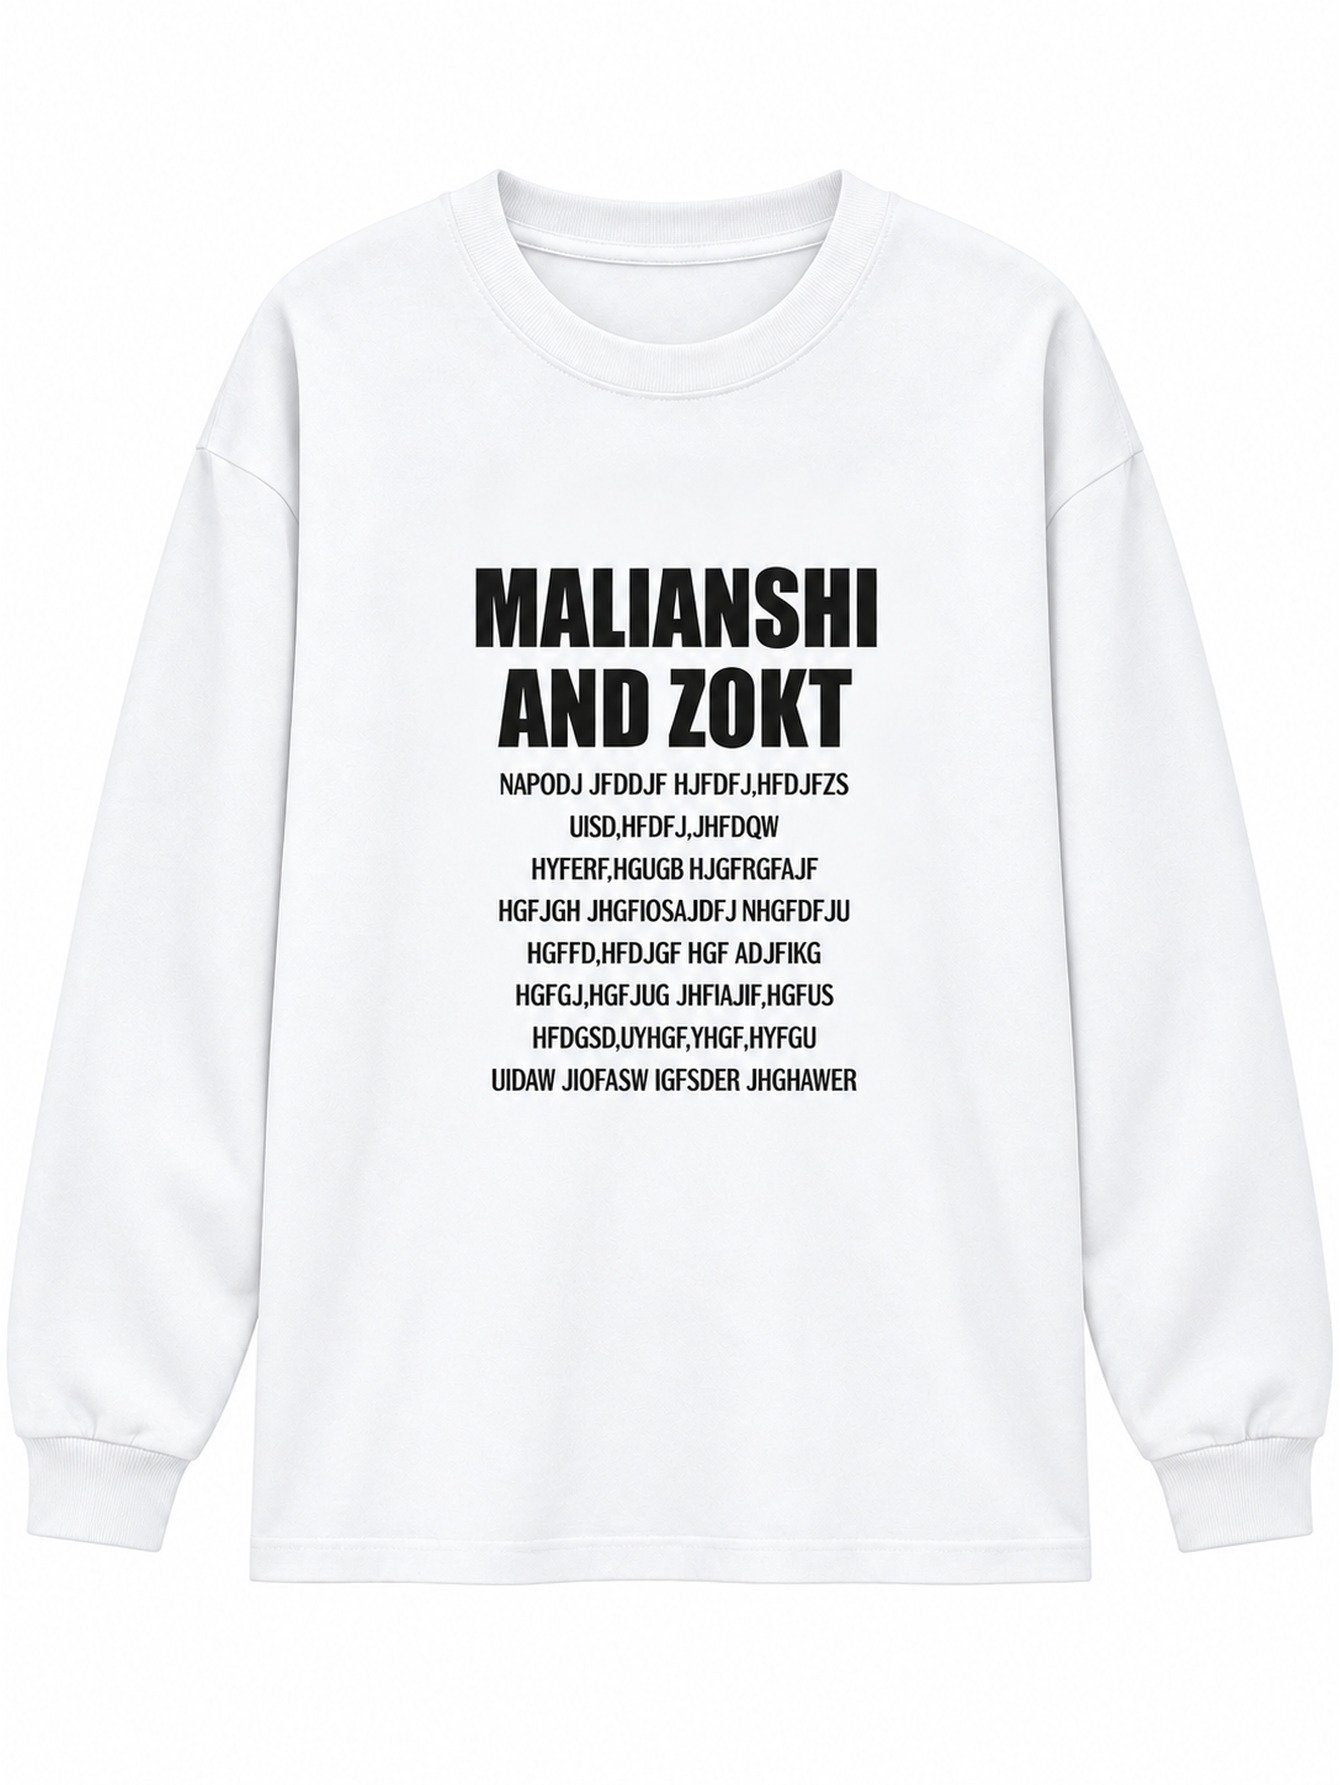 MALIANSHI
AND ZOKT
NAPODJ JFDDJF HJFDFJ,HFDJFZS
UISD,HFDFJ,JHFDQW
HYFERF,HGUGB HJGFRGFAJF
HGFJGH JHGFIOSAJDFJ NHGFDFJU
HGFFD,HFDJGF HGF ADJFIKG
HGFGJ,HGFJUG JHFIAJIF,HGFUS
HFDGSD,UYHGF,YHGF,HYFGU
UIDAW JIOFASW IGFSDER JHGHAWER